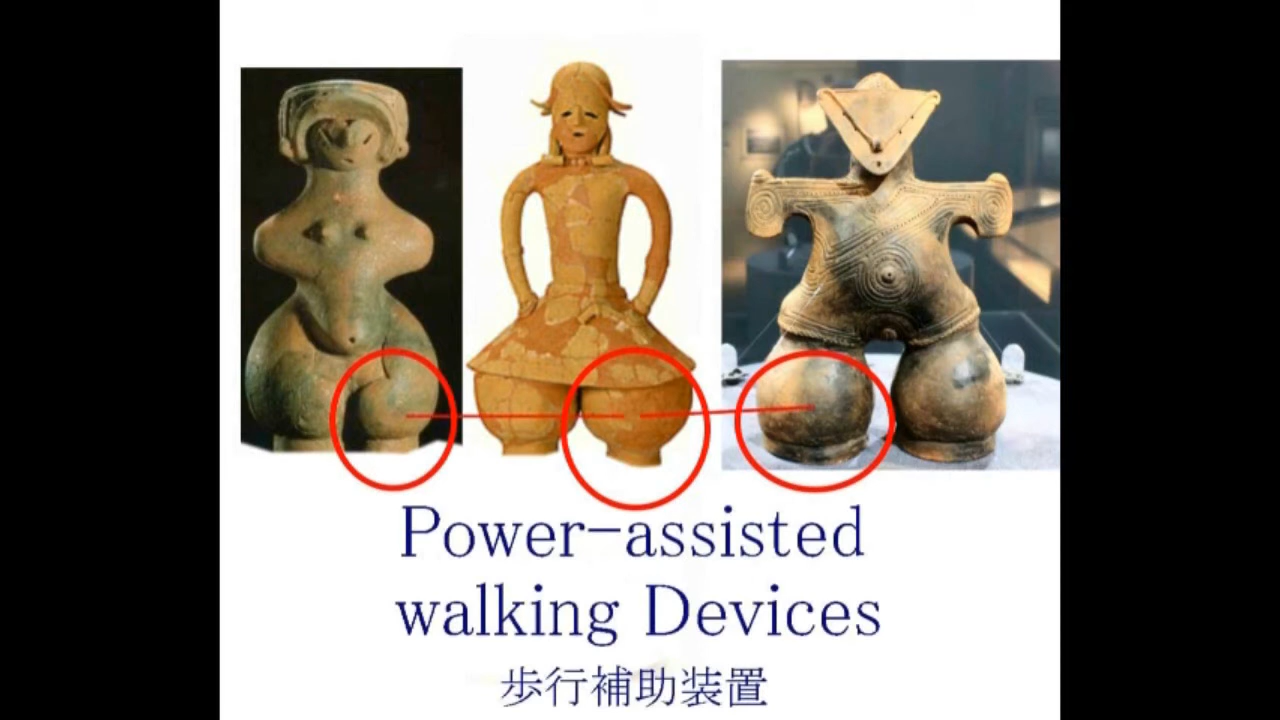 Power-assisted
walking Devices
歩行補助装置